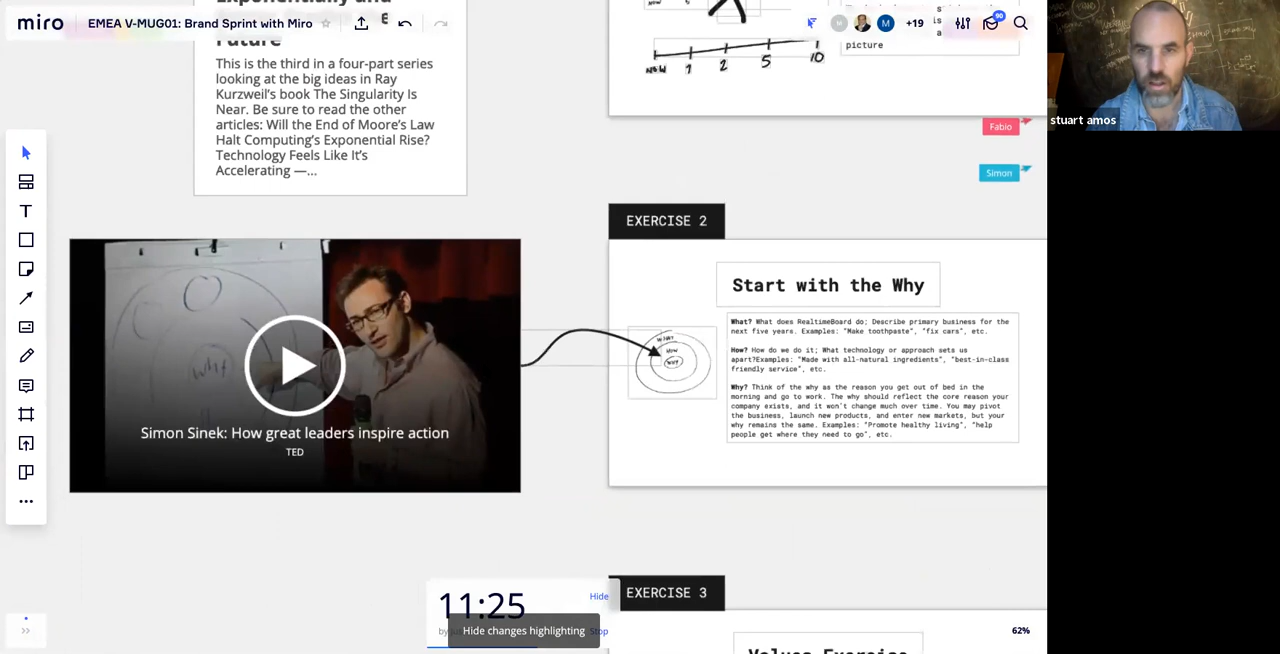 miro
EMEA V-MUG01: Brand Sprint with Miro
M
M
+19
90
Future
This is the third in a four-part series
looking at the big ideas in Ray
Kurzweil's book The Singularity Is
Near. Be sure to read the other
articles: Will the End of Moore's Law
Halt Computing's Exponential Rise?
Technology Feels Like It's
Accelerating —...
NOW 1 2 5 10
picture
stuart amos
Fabio
Simon
EXERCISE 2
Start with the Why
What? What does RealtimeBoard do; Describe primary business for the
next five years. Examples: "Make toothpaste", "fix cars", etc.
How? How do we do it; What technology or approach sets us
apart?Examples: "Made with all-natural ingredients", "best-in-class
friendly service", etc.
Why? Think of the why as the reason you get out of bed in the
morning and go to work. The why should reflect the core reason your
company exists, and it won't change much over time. You may pivot
the business, launch new products, and enter new markets, but your
why remains the same. Examples: "Promote healthy living", "help
people get where they need to go", etc.
WHAT
HOW
WHY
Why
Simon Sinek: How great leaders inspire action
TED
EXERCISE 3
Values Exercise
11:25
Hide
by
Hide changes highlighting
Stop
62%